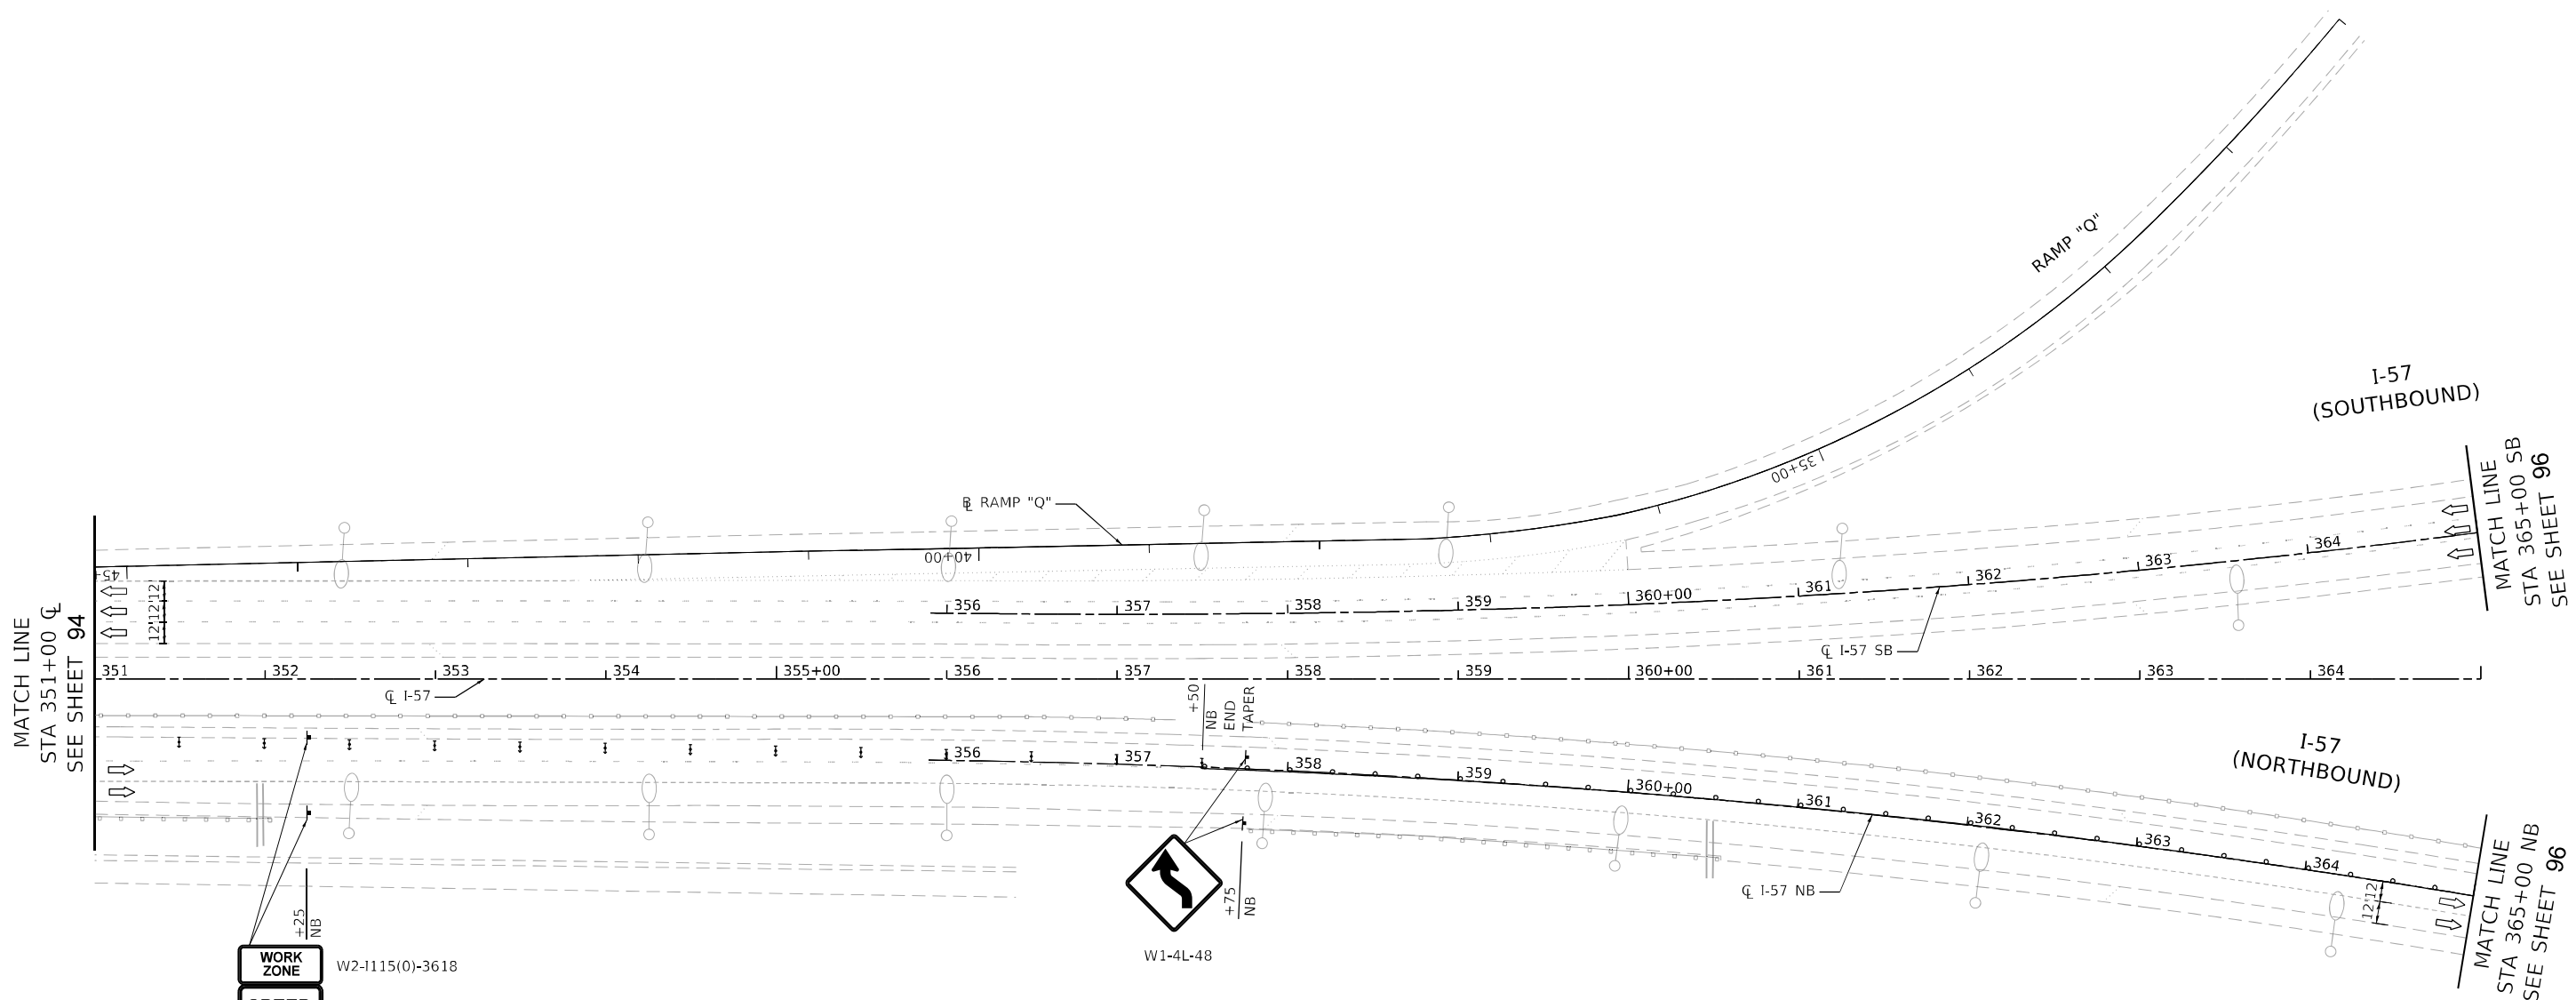 RAMP "Q"
I-57
(SOUTHBOUND)
MATCH LINE
STA 365+00 SB
SEE SHEET 96
35+00
℄ RAMP "Q"
40+00
45+
364
363
362
361
360+00
359
358
357
356
12'12'12'
℄ I-57 SB
MATCH LINE
STA 351+00 ℄
SEE SHEET 94
351
352
353
354
355+00
356
357
358
359
360+00
361
362
363
364
℄ I-57
+50
NB
END
TAPER
I-57
(NORTHBOUND)
356
357
358
359
360+00
361
362
363
364
℄ I-57 NB
12'12'
MATCH LINE
STA 365+00 NB
SEE SHEET 96
+25
NB
+75
NB
W1-4L-48
WORK
ZONE
W2-I115(0)-3618